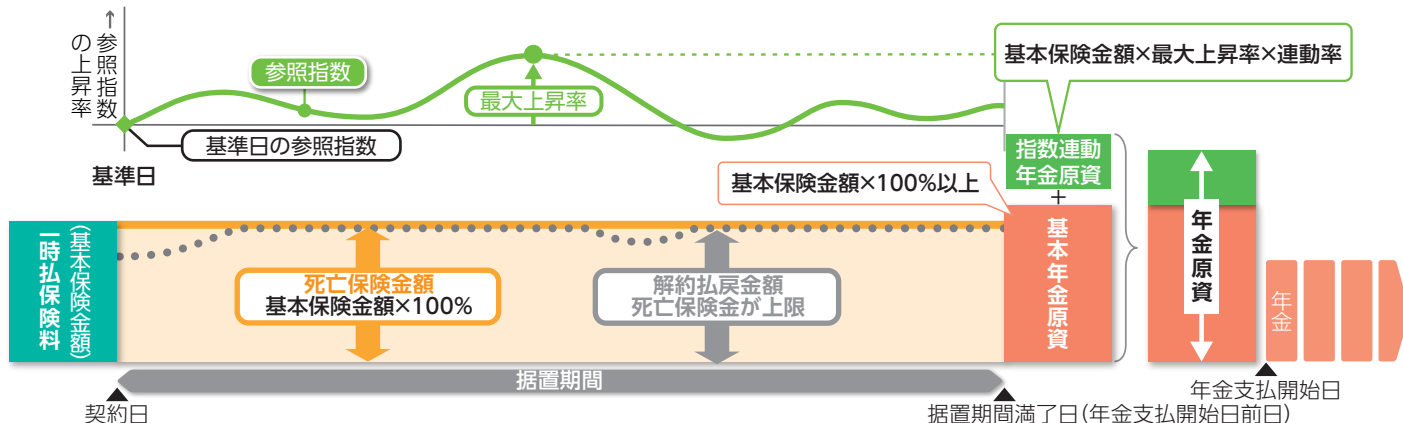 参照指数
の上昇率
↑
参照指数
最大上昇率
基本保険金額×最大上昇率×連動率
基準日の参照指数
基準日
指数連動
年金原資
+
基本保険金額×100%以上
一時払保険料
(基本保険金額)
死亡保険金額
基本保険金額×100%
解約払戻金額
死亡保険金が上限
基本年金原資
年金原資
年金
据置期間
契約日
年金支払開始日
据置期間満了日(年金支払開始日前日)